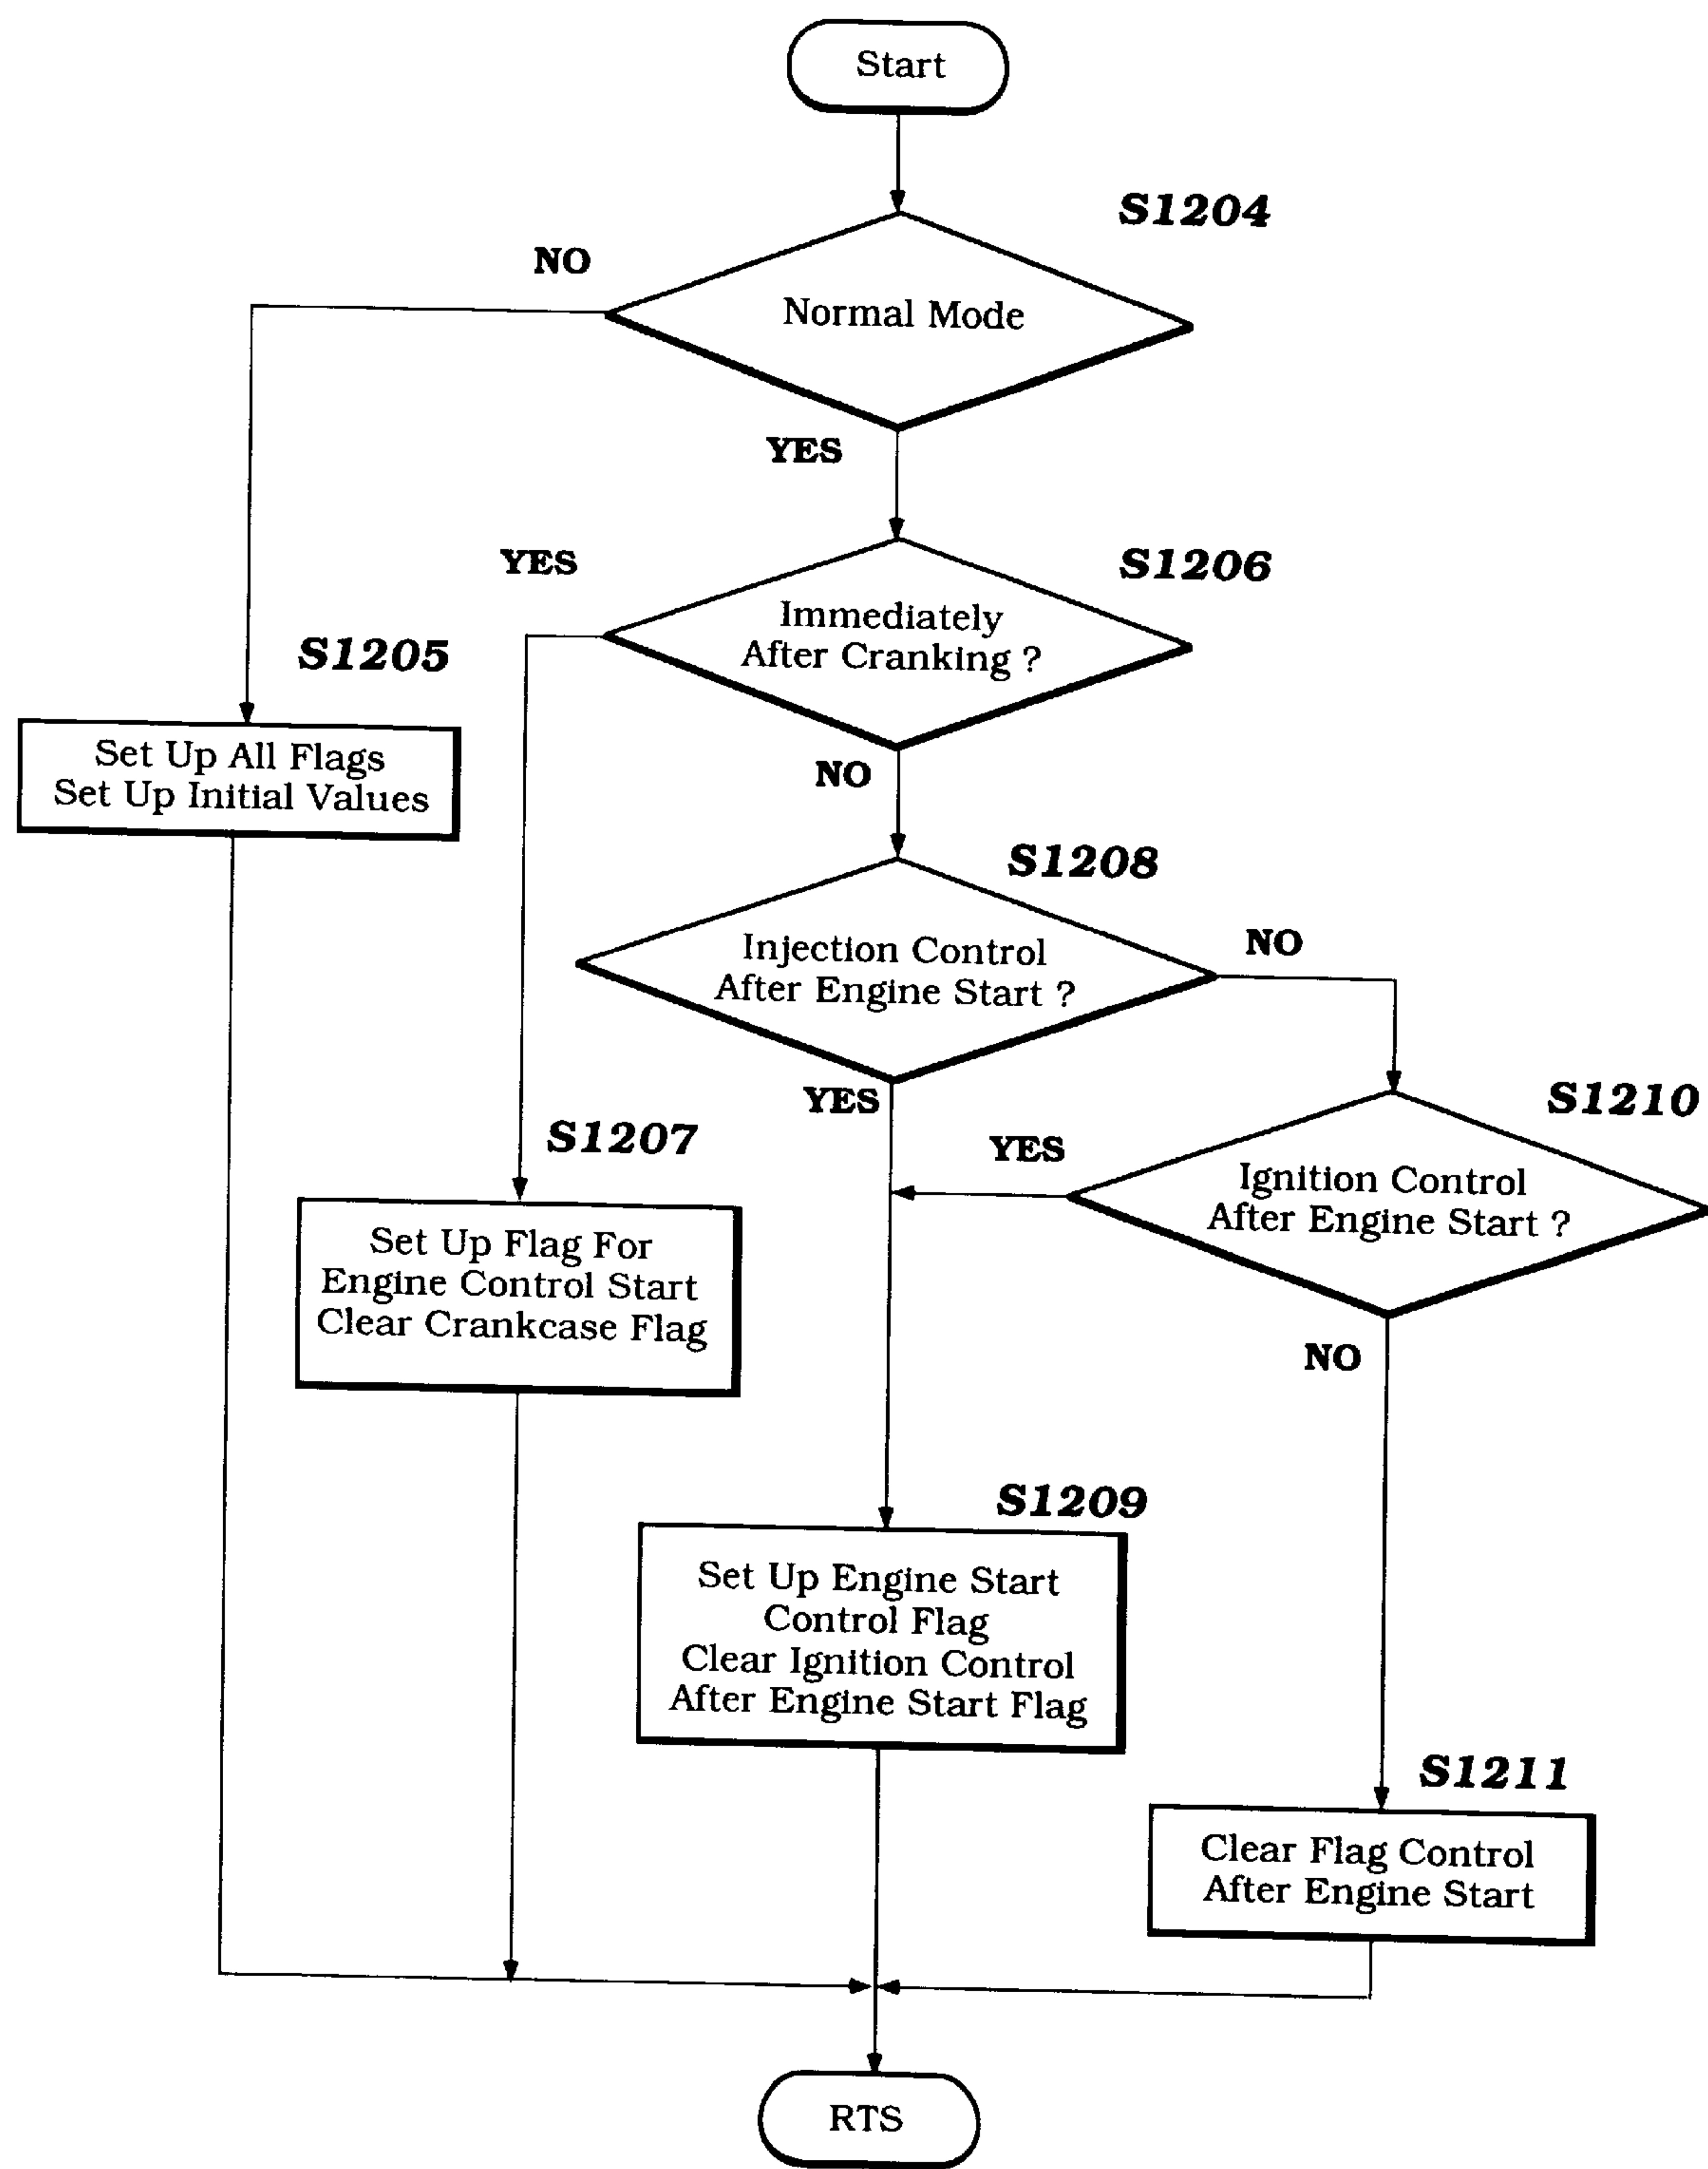 Start
S1204
NO
Normal Mode
YES
YES
S1206
Immediately
After Cranking ?
S1205
Set Up All Flags
Set Up Initial Values
NO
S1208
Injection Control
After Engine Start ?
NO
YES
S1210
S1207
YES
Ignition Control
After Engine Start ?
Set Up Flag For
Engine Control Start
Clear Crankcase Flag
NO
S1209
Set Up Engine Start
Control Flag
Clear Ignition Control
After Engine Start Flag
S1211
Clear Flag Control
After Engine Start
RTS